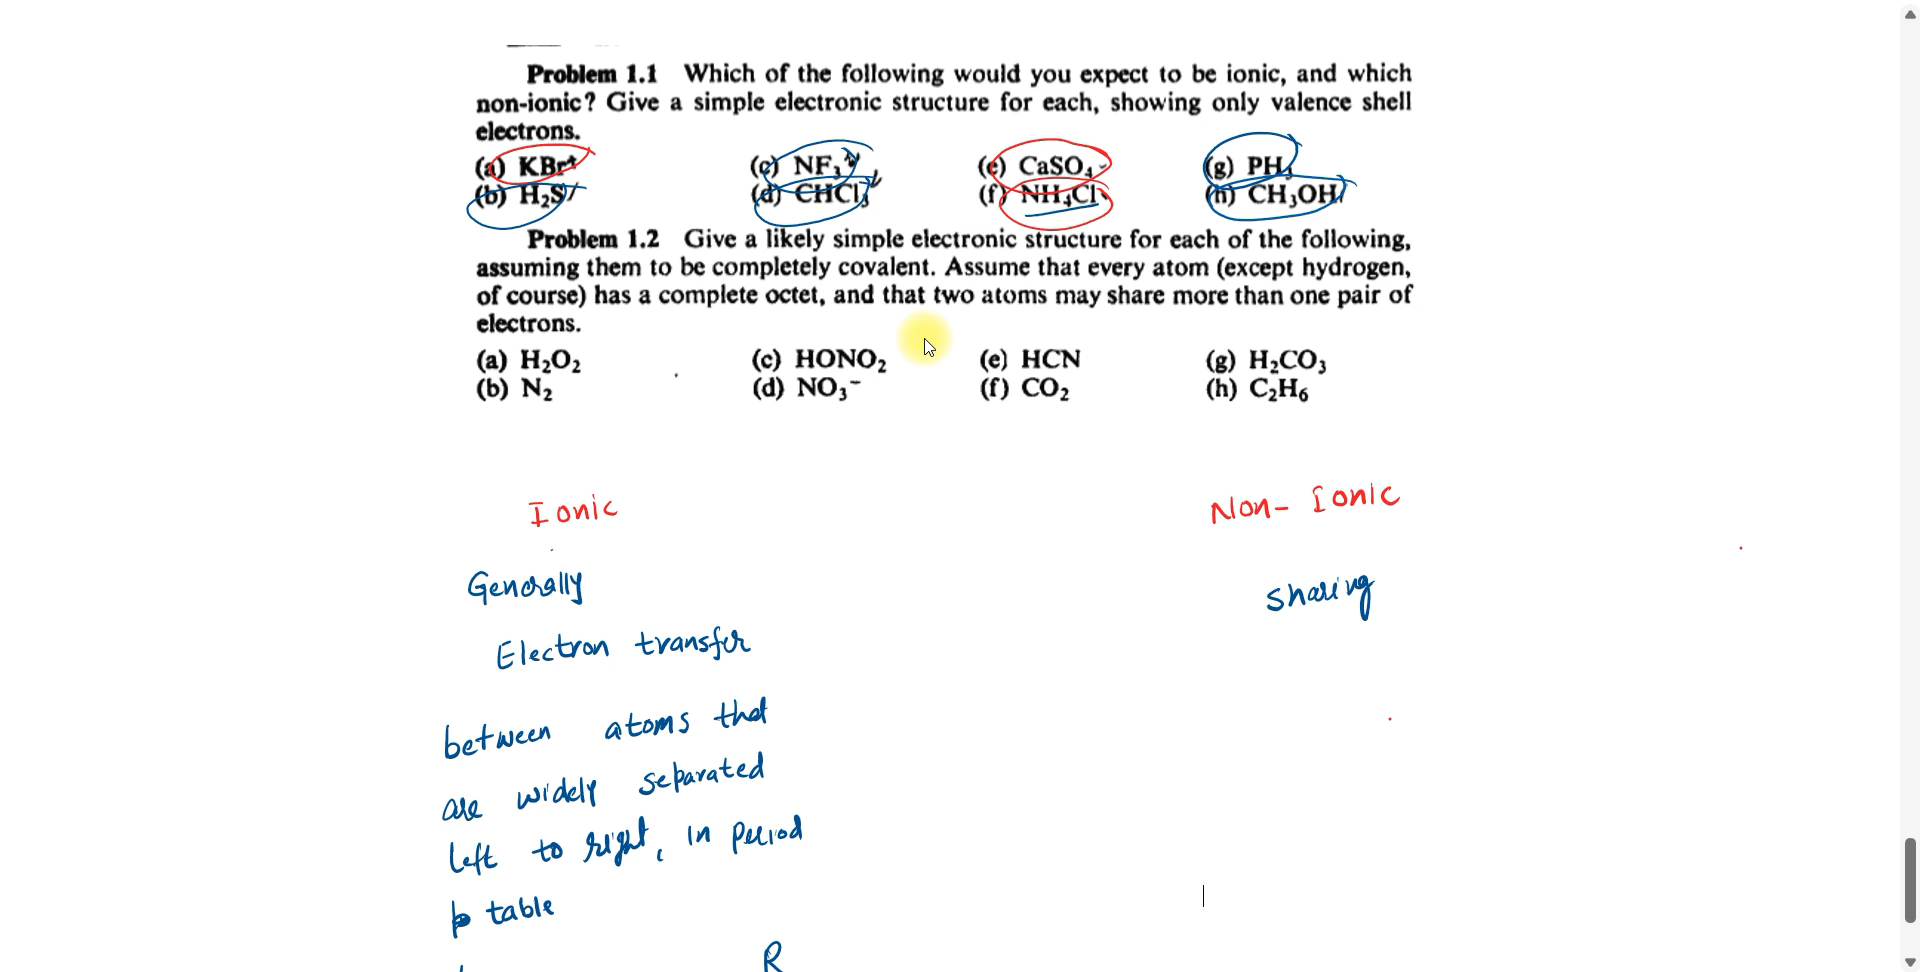 Problem 1.1 Which of the following would you expect to be ionic, and which
non-ionic? Give a simple electronic structure for each, showing only valence shell
electrons.
(a) KBr (c) NF₃ (e) CaSO₄ (g) PH₃
(b) H₂S (d) CHCl₃ (f) NH₄Cl (h) CH₃OH
Problem 1.2 Give a likely simple electronic structure for each of the following,
assuming them to be completely covalent. Assume that every atom (except hydrogen,
of course) has a complete octet, and that two atoms may share more than one pair of
electrons.
(a) H₂O₂ (c) HONO₂ (e) HCN (g) H₂CO₃
(b) N₂ (d) NO₃⁻ (f) CO₂ (h) C₂H₆
Ionic Non- Ionic
Generally sharing
Electron transfer
between atoms that
are widely separated
left to right, in period
table
R